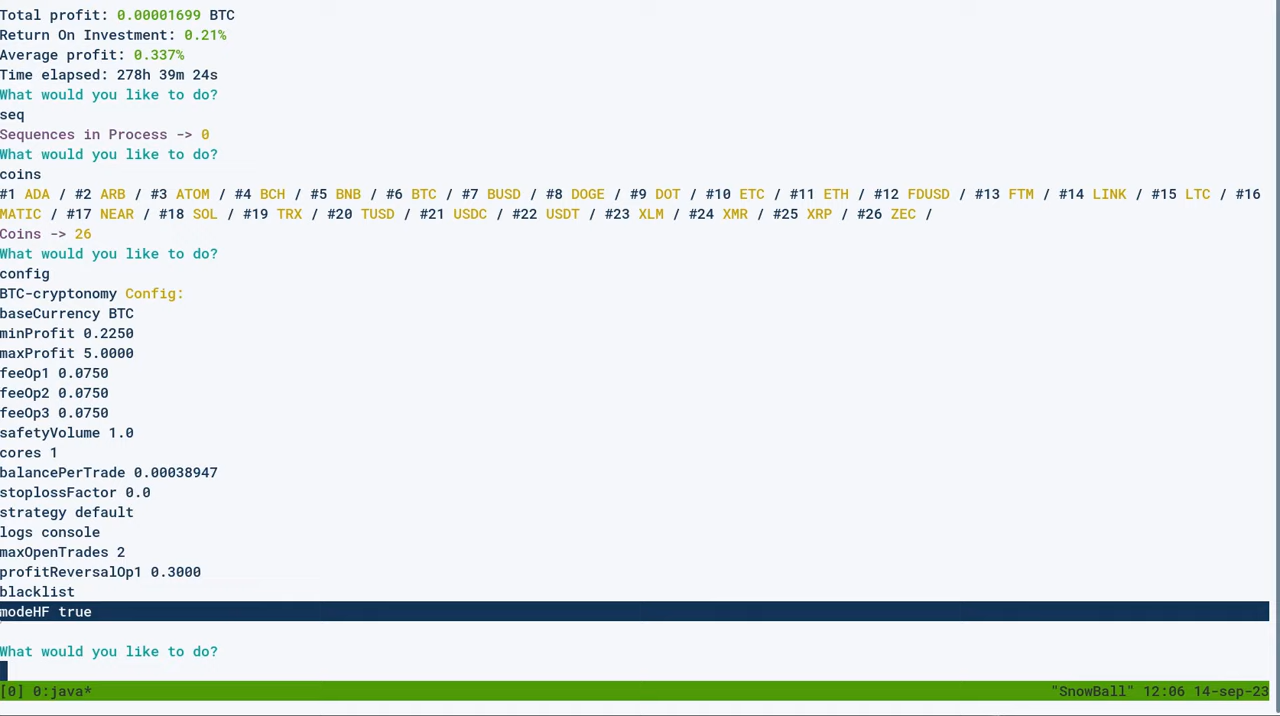 Total profit: 0.00001699 BTC
Return On Investment: 0.21%
Average profit: 0.337%
Time elapsed: 278h 39m 24s
What would you like to do?
seq
Sequences in Process -> 0
What would you like to do?
coins
#1 ADA / #2 ARB / #3 ATOM / #4 BCH / #5 BNB / #6 BTC / #7 BUSD / #8 DOGE / #9 DOT / #10 ETC / #11 ETH / #12 FDUSD / #13 FTM / #14 LINK / #15 LTC / #16
MATIC / #17 NEAR / #18 SOL / #19 TRX / #20 TUSD / #21 USDC / #22 USDT / #23 XLM / #24 XMR / #25 XRP / #26 ZEC /
Coins -> 26
What would you like to do?
config
BTC-cryptonomy Config:
baseCurrency BTC
minProfit 0.2250
maxProfit 5.0000
feeOp1 0.0750
feeOp2 0.0750
feeOp3 0.0750
safetyVolume 1.0
cores 1
balancePerTrade 0.00038947
stoplossFactor 0.0
strategy default
logs console
maxOpenTrades 2
profitReversalOp1 0.3000
blacklist
modeHF true
What would you like to do?
[0] 0:java* "SnowBall" 12:06 14-sep-23